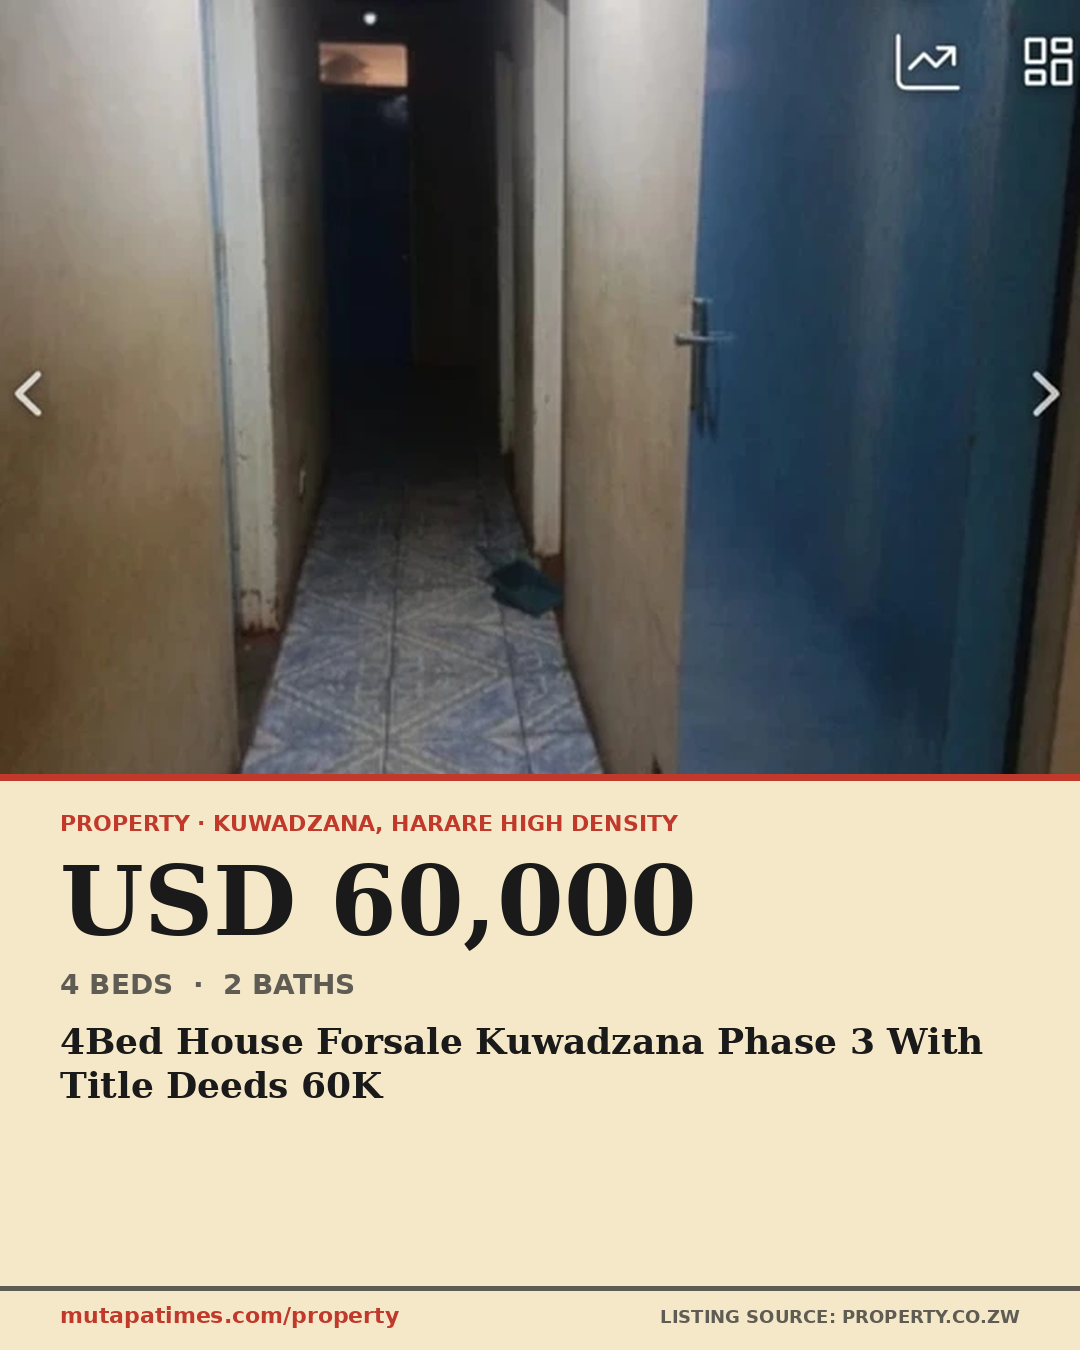 PROPERTY · KUWADZANA, HARARE HIGH DENSITY
USD 60,000
4 BEDS · 2 BATHS
4Bed House Forsale Kuwadzana Phase 3 With
Title Deeds 60K
mutapatimes.com/property
LISTING SOURCE: PROPERTY.CO.ZW